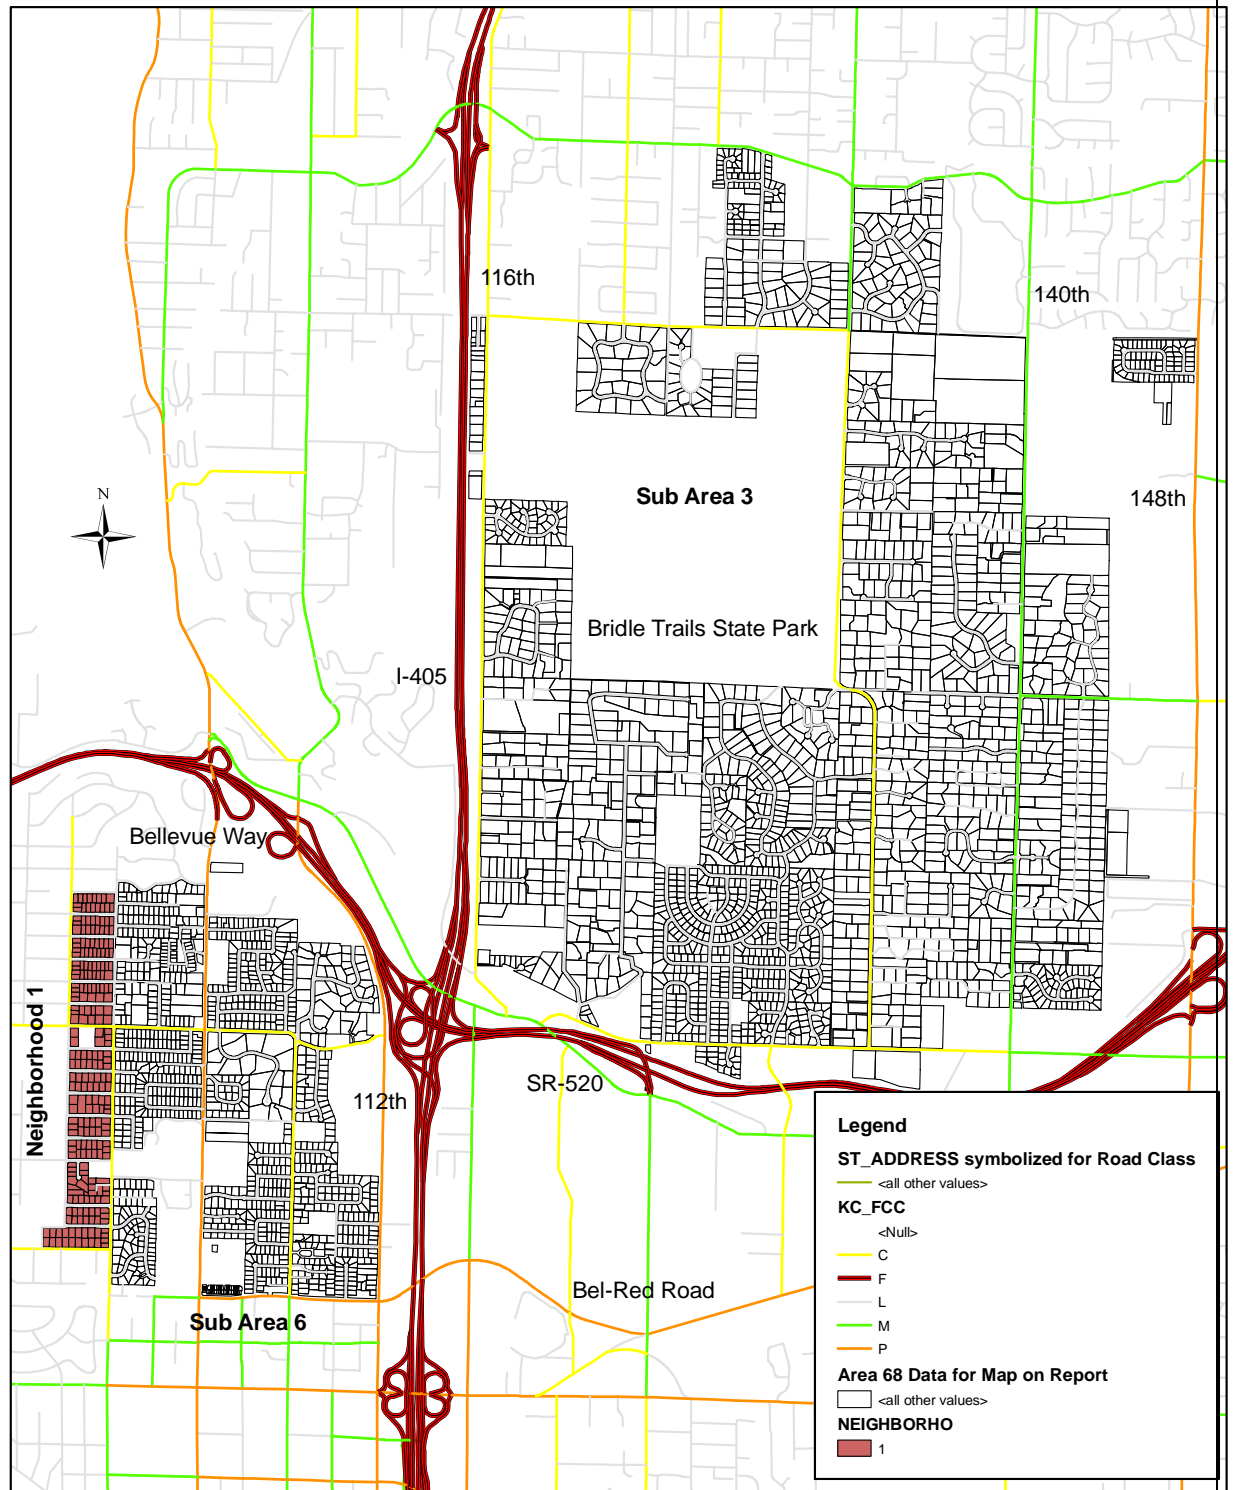 116th
140th
N
Sub Area 3
148th
Bridle Trails State Park
I-405
Bellevue Way
Neighborhood 1
SR-520
112th
Bel-Red Road
Sub Area 6
Legend
ST_ADDRESS symbolized for Road Class
<all other values>
KC_FCC
<Null>
C
F
L
M
P
Area 68 Data for Map on Report
<all other values>
NEIGHBORHO
1